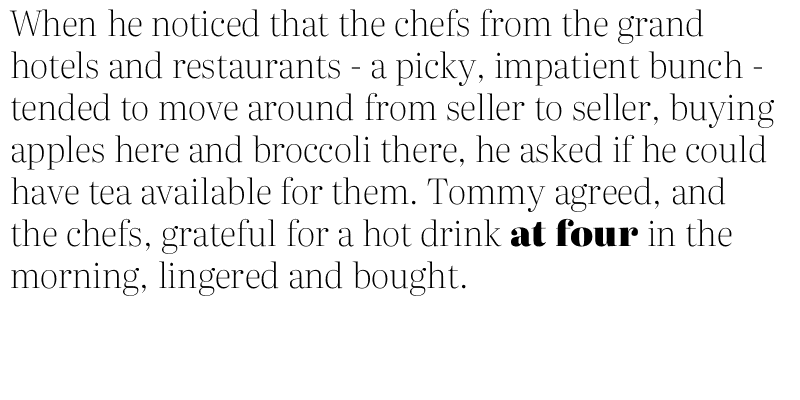 When he noticed that the chefs from the grand
hotels and restaurants - a picky, impatient bunch -
tended to move around from seller to seller, buying
apples here and broccoli there, he asked if he could
have tea available for them. Tommy agreed, and
the chefs, grateful for a hot drink at four in the
morning, lingered and bought.